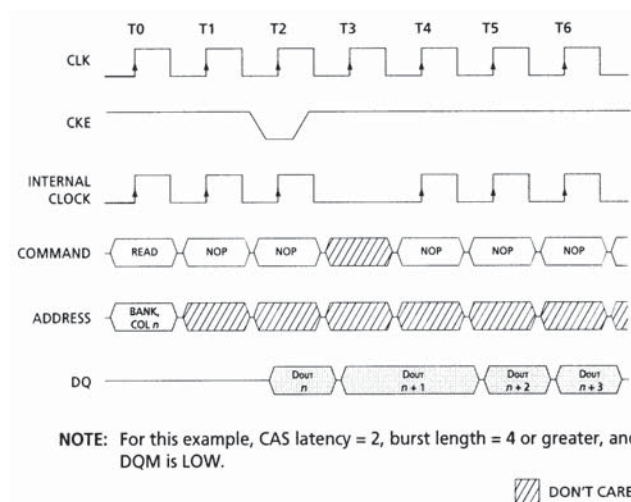 T0 T1 T2 T3 T4 T5 T6
CLK
CKE
INTERNAL
CLOCK
COMMAND READ NOP NOP NOP NOP NOP
ADDRESS BANK,
COL n
DQ DOUT
n DOUT
n + 1 DOUT
n + 2 DOUT
n + 3
NOTE: For this example, CAS latency = 2, burst length = 4 or greater, and
DQM is LOW.
DON'T CARE